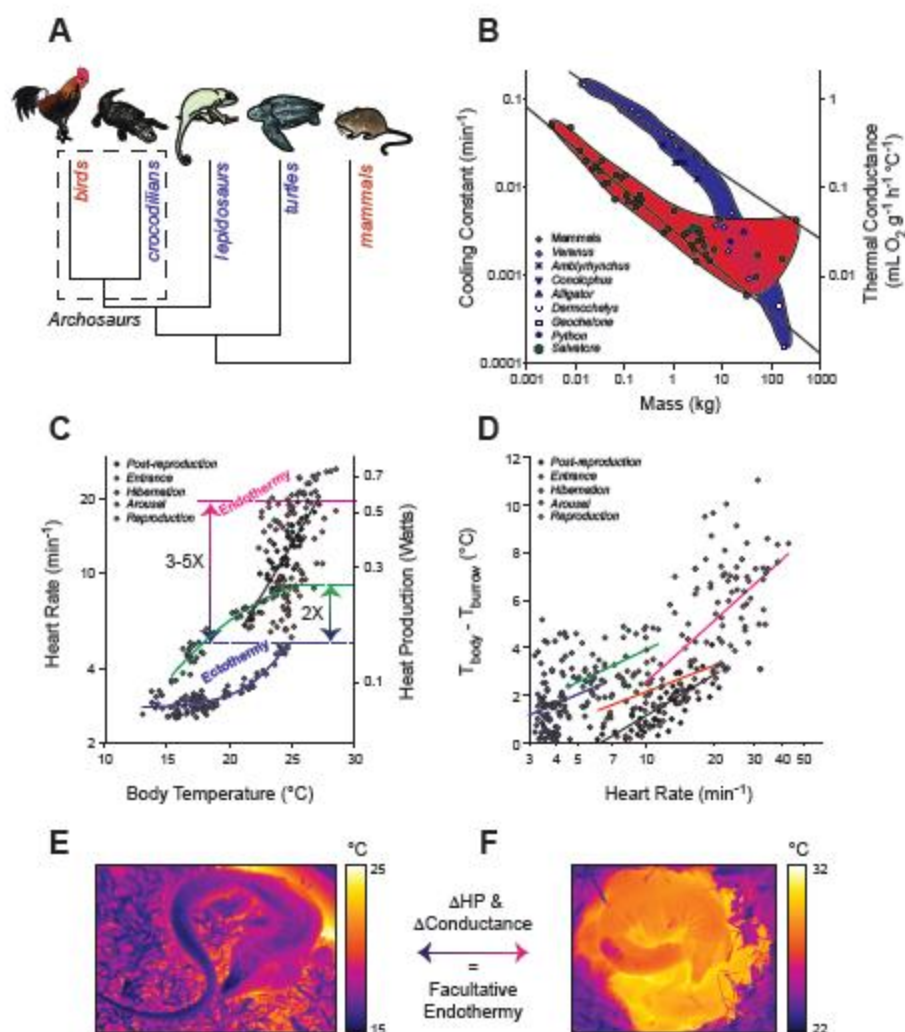 A
birds
crocodilians
lepidosaurs
turtles
mammals
Archosaurs
B
Cooling Constant (min⁻¹)
0.1
0.01
0.001
0.0001
Mammals
Varanus
Amblyrhynchus
Conolophus
Alligator
Dermochelys
Geochelone
Python
Salvatore
1
0.1
0.01
Thermal Conductance
(mL O₂ g⁻¹ h⁻¹ °C⁻¹)
0.001
0.01
0.1
1
10
100
1000
Mass (kg)
C
Post-reproduction
Entrance
Hibernation
Arousal
Reproduction
Endothermy
3-5X
2X
Ectothermy
Heart Rate (min⁻¹)
20
10
4
2
0.7
0.5
0.3
0.1
Heat Production (Watts)
10
15
20
25
30
Body Temperature (°C)
D
Post-reproduction
Entrance
Hibernation
Arousal
Reproduction
T body - T burrow (°C)
12
10
8
6
4
2
0
3
4
5
7
10
20
30
40
50
Heart Rate (min⁻¹)
E
°C
25
15
ΔHP &
ΔConductance
=
Facultative
Endothermy
F
°C
32
22